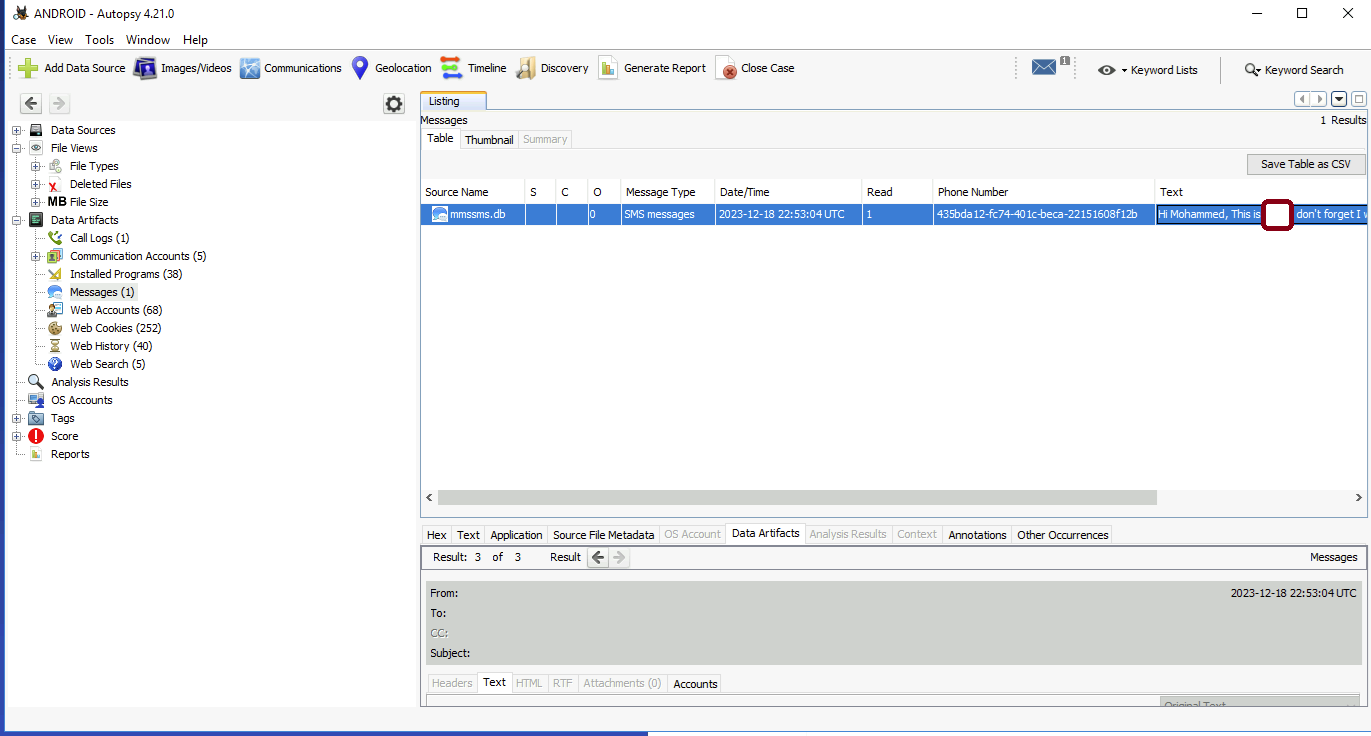 ANDROID - Autopsy 4.21.0
Case View Tools Window Help
Add Data Source Images/Videos Communications Geolocation Timeline Discovery Generate Report Close Case 1 Keyword Lists Keyword Search
Data Sources
File Views
File Types
Deleted Files
MB File Size
Data Artifacts
Call Logs (1)
Communication Accounts (5)
Installed Programs (38)
Messages (1)
Web Accounts (68)
Web Cookies (252)
Web History (40)
Web Search (5)
Analysis Results
OS Accounts
Tags
Score
Reports
Listing
Messages 1 Results
Table Thumbnail Summary
Save Table as CSV
Source Name S C O Message Type Date/Time Read Phone Number Text
mmssms.db 0 SMS messages 2023-12-18 22:53:04 UTC 1 435bda12-fc74-401c-beca-22151608f12b Hi Mohammed, This is don't forget I w
Hex Text Application Source File Metadata OS Account Data Artifacts Analysis Results Context Annotations Other Occurrences
Result: 3 of 3 Result Messages
From: 2023-12-18 22:53:04 UTC
To:
CC:
Subject:
Headers Text HTML RTF Attachments (0) Accounts
Original Text